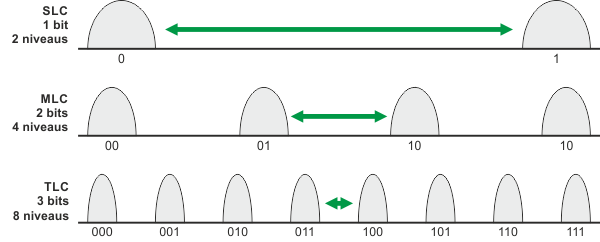 SLC
1 bit
2 niveaus
0 1
MLC
2 bits
4 niveaus
00 01 10 10
TLC
3 bits
8 niveaus
000 001 010 011 100 101 110 111